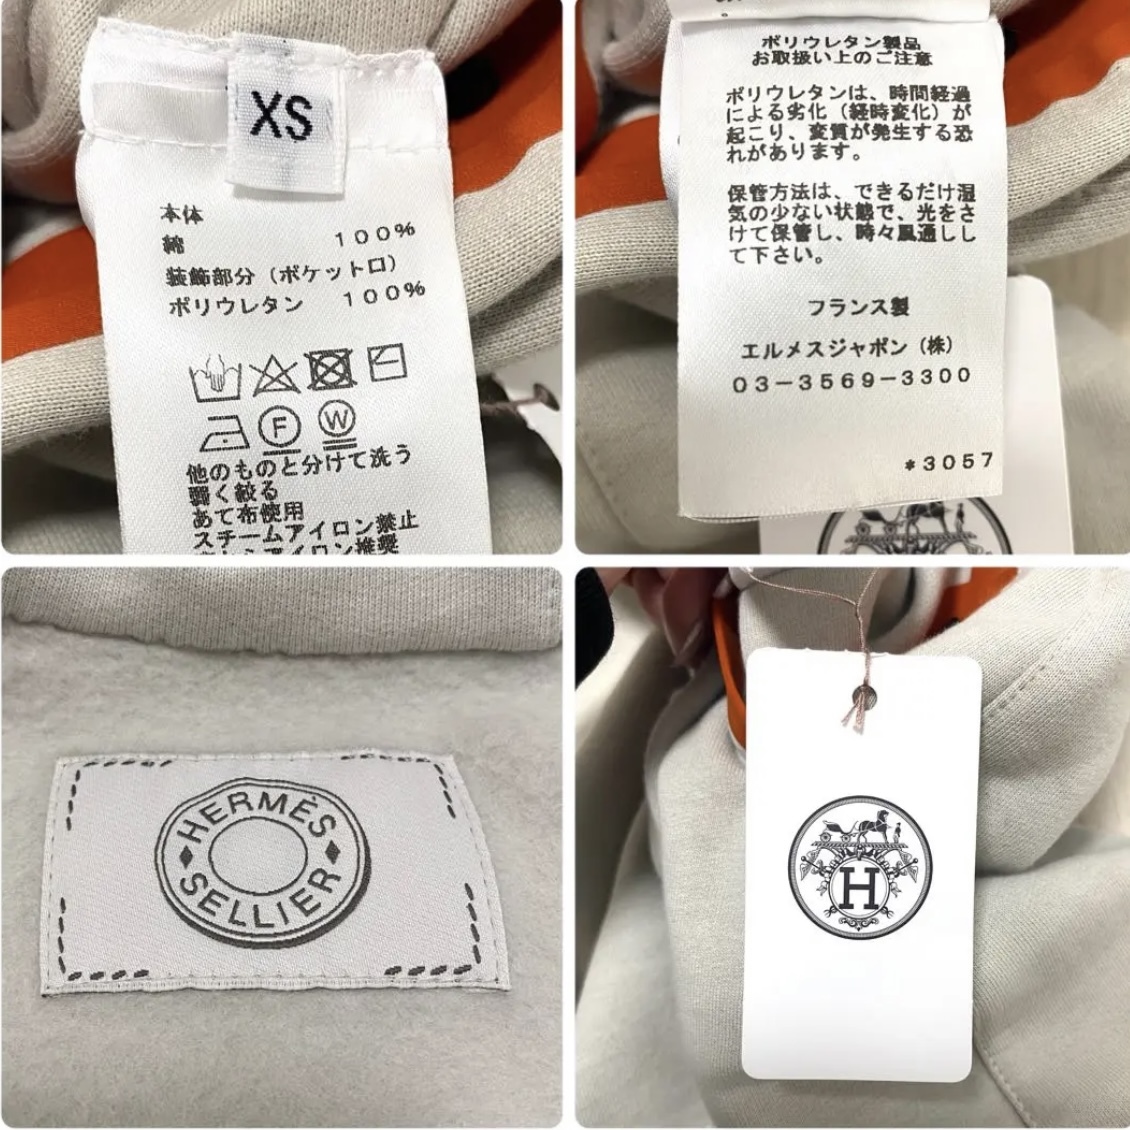 XS
本体
綿 100%
装飾部分（ポケット口）
ポリウレタン 100%
F
W
他のものと分けて洗う
弱く絞る
あて布使用
スチームアイロン禁止
ポリウレタン製品
お取扱い上のご注意
ポリウレタンは、時間経過
による劣化（経時変化）が
起こり、変質が発生する恐
れがあります。
保管方法は、できるだけ湿
気の少ない状態で、光をさ
けて保管し、時々風通しし
て下さい。
フランス製
エルメスジャポン（株）
03-3569-3300
*3057
HERMÈS
SELLIER
H